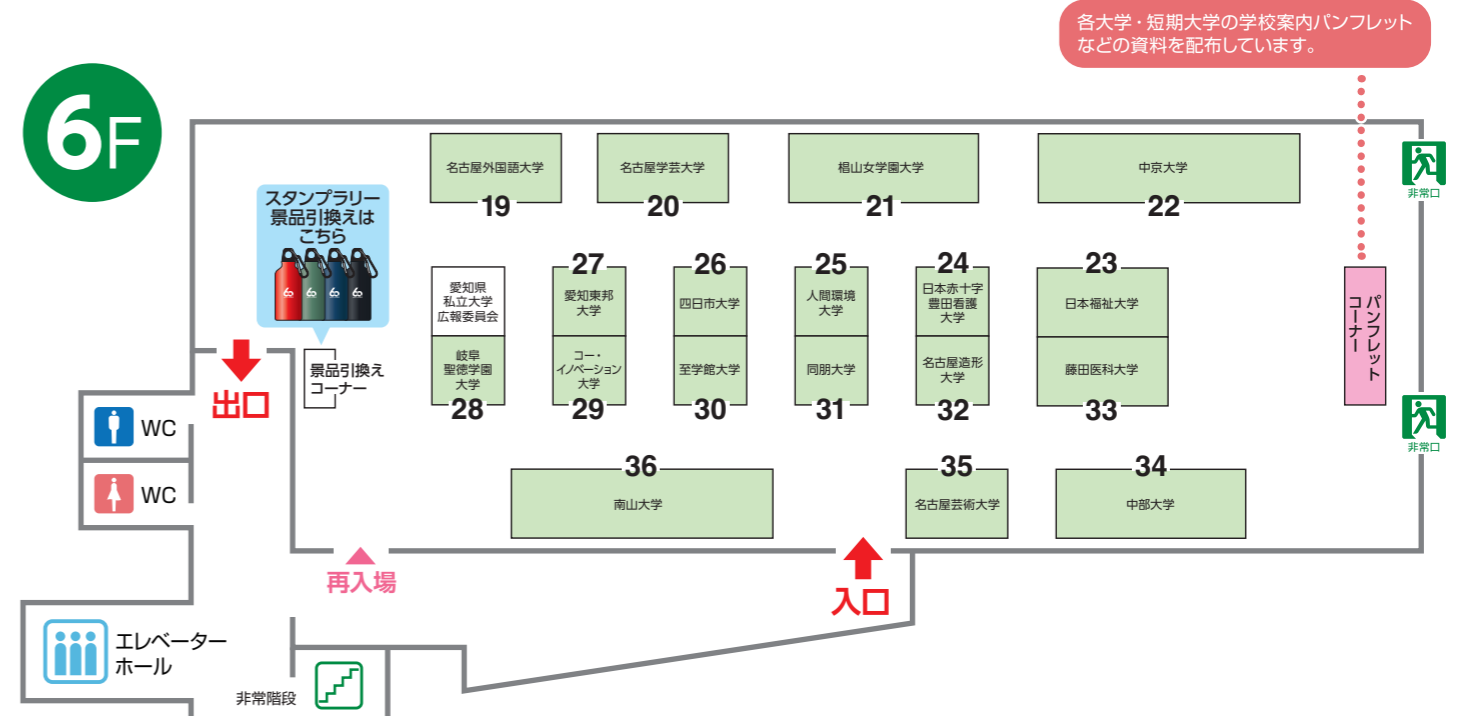 各大学・短期大学の学校案内パンフレット
などの資料を配布しています。
6F
名古屋外国語大学
19
名古屋学芸大学
20
椙山女学園大学
21
中京大学
22
非常口
スタンプラリー
景品引換えは
こちら
愛知県
私立大学
広報委員会
27
愛知東邦
大学
26
四日市大学
25
人間環境
大学
24
日本赤十字
豊田看護
大学
23
日本福祉大学
パンフレット
コーナー
出口
景品引換え
コーナー
岐阜
聖徳学園
大学
28
コー・
イノベーション
大学
29
至学館大学
30
同朋大学
31
名古屋造形
大学
32
藤田医科大学
33
非常口
WC
WC
36
南山大学
35
名古屋芸術大学
34
中部大学
再入場
入口
エレベーター
ホール
非常階段